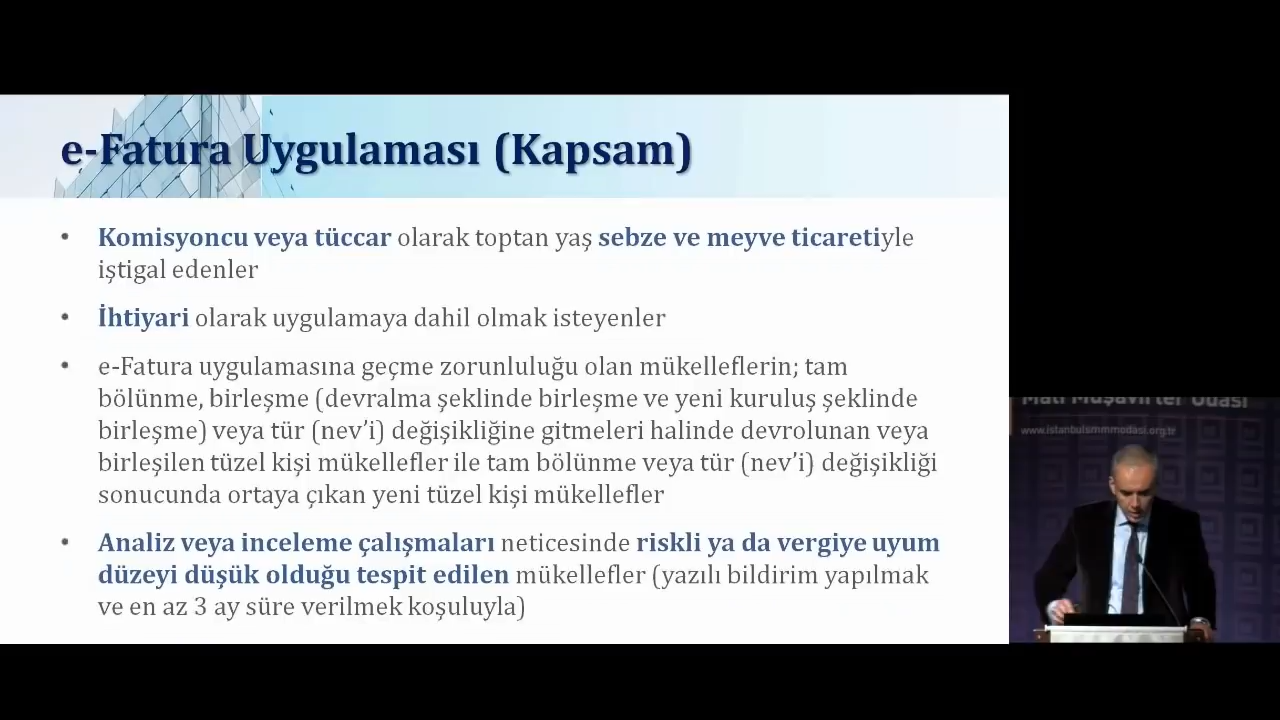 e-Fatura Uygulaması (Kapsam)
• Komisyoncu veya tüccar olarak toptan yaş sebze ve meyve ticaretiyle
iştigal edenler
• İhtiyari olarak uygulamaya dahil olmak isteyenler
• e-Fatura uygulamasına geçme zorunluluğu olan mükelleflerin; tam
bölünme, birleşme (devralma şeklinde birleşme ve yeni kuruluş şeklinde
birleşme) veya tür (nev’i) değişikliğine gitmeleri halinde devrolunan veya
birleşilen tüzel kişi mükellefler ile tam bölünme veya tür (nev’i) değişikliği
sonucunda ortaya çıkan yeni tüzel kişi mükellefler
• Analiz veya inceleme çalışmaları neticesinde riskli ya da vergiye uyum
düzeyi düşük olduğu tespit edilen mükellefler (yazılı bildirim yapılmak
ve en az 3 ay süre verilmek koşuluyla)
Mali Müşavirler Odası
www.istanbulsmmmodasi.org.tr